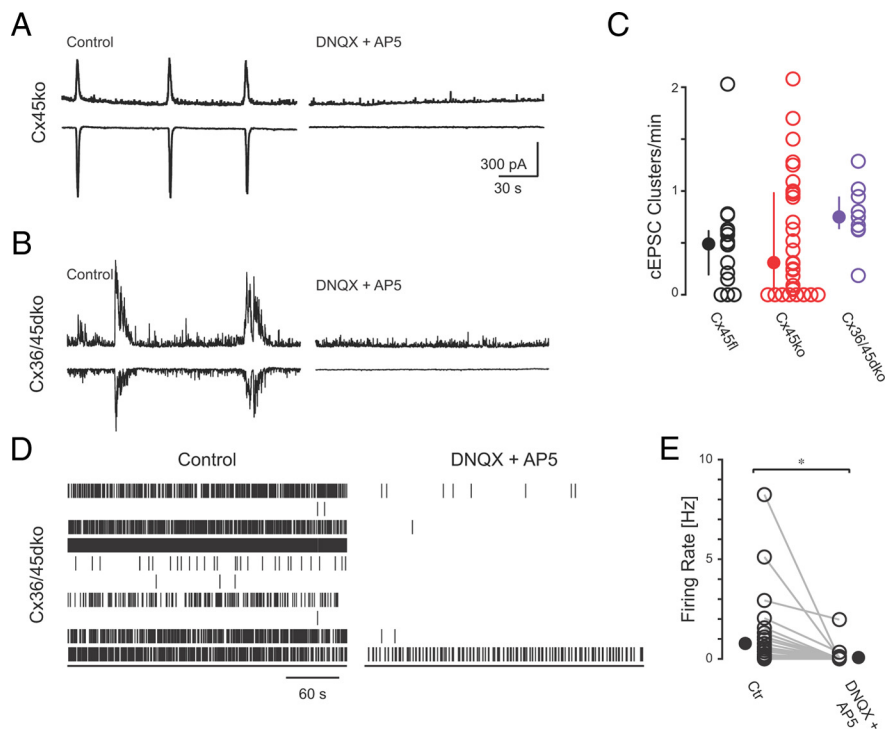 A
Control
DNQX + AP5
Cx45ko
300 pA
30 s
B
Control
DNQX + AP5
Cx36/45dko
C
cEPSC Clusters/min
2
1
0
Cx45fl
Cx45ko
Cx36/45dko
D
Control
DNQX + AP5
Cx36/45dko
60 s
E
*
Firing Rate [Hz]
10
5
0
Ctr
DNQX +
AP5